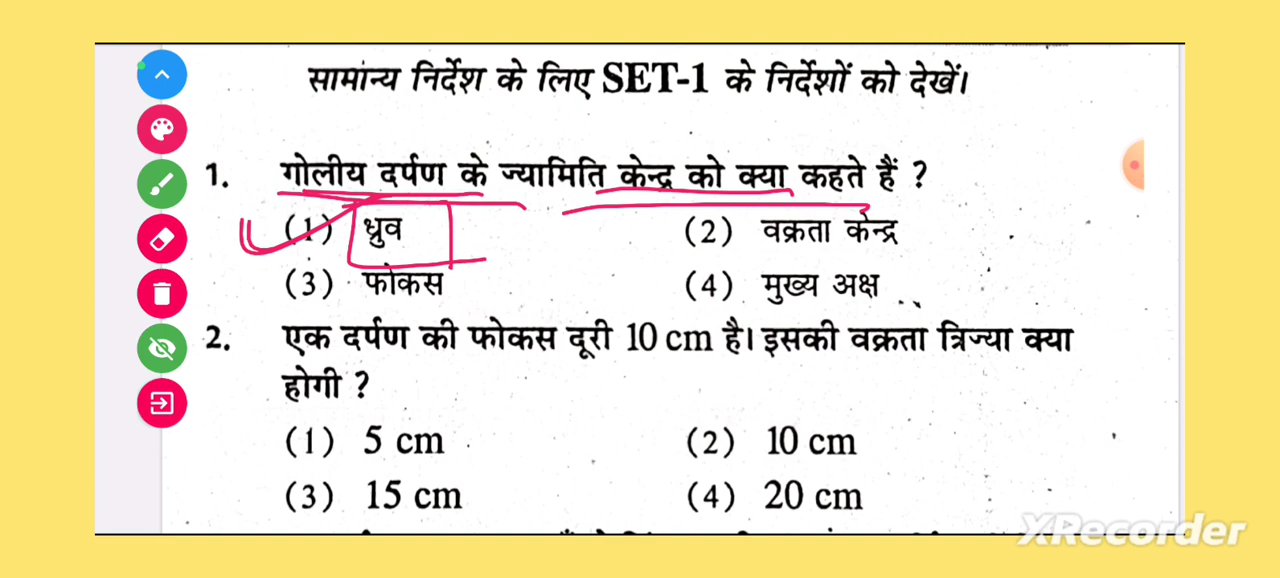 सामान्य निर्देश के लिए SET-1 के निर्देशों को देखें।
1. गोलीय दर्पण के ज्यामिति केन्द्र को क्या कहते हैं ?
(1) ध्रुव (2) वक्रता केन्द्र
(3) फोकस (4) मुख्य अक्ष
2. एक दर्पण की फोकस दूरी 10 cm है। इसकी वक्रता त्रिज्या क्या
होगी ?
(1) 5 cm (2) 10 cm
(3) 15 cm (4) 20 cm
XRecorder